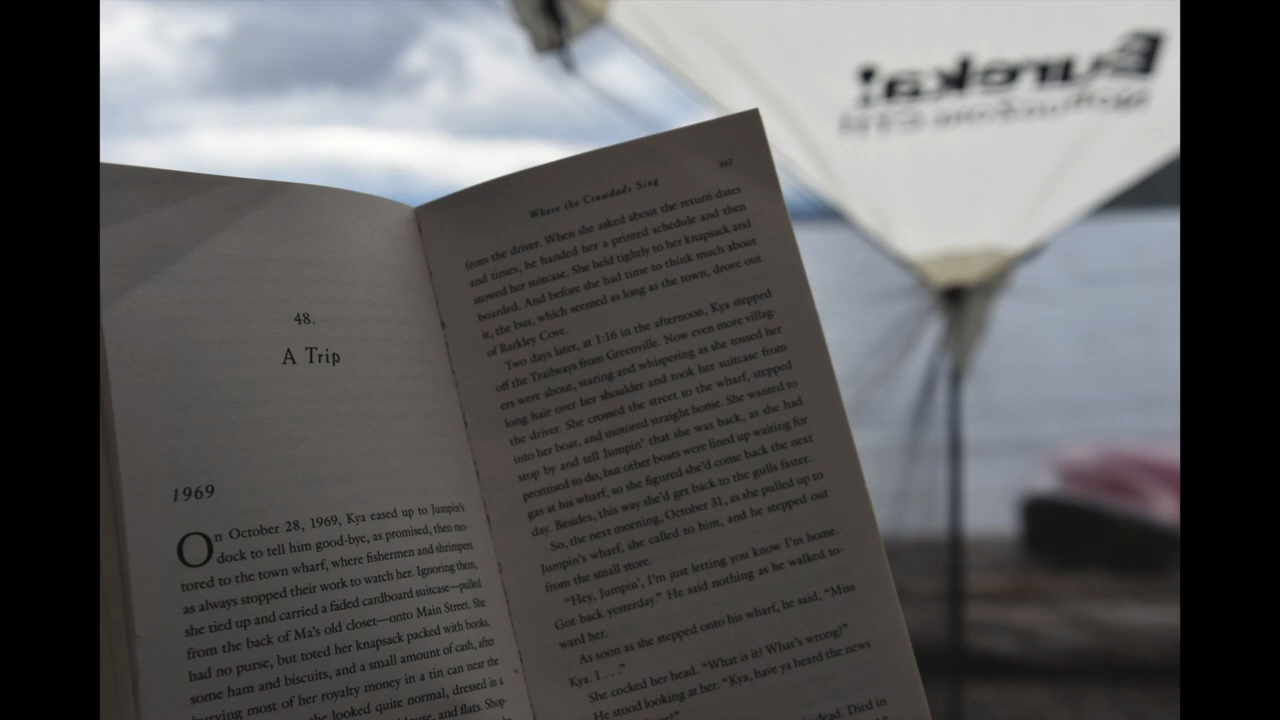 48.
A Trip
1969
On October 28, 1969, Kya eased up to Jumpin's
dock to tell him good-bye, as promised, then mo-
tored to the town wharf, where fishermen and shrimpers
as always stopped their work to watch her. Ignoring them,
she tied up and carried a faded cardboard suitcase—pulled
from the back of Ma's old closet—onto Main Street. She
had no purse, but toted her knapsack packed with books,
some ham and biscuits, and a small amount of cash, after
burying most of her royalty money in a tin can near the
she looked quite normal, dressed in a
and flats. Shop-
Where the Crawdads Sing
367
from the driver. When she asked about the return dates
and times, he handed her a printed schedule and then
stowed her suitcase. She held tightly to her knapsack and
boarded. And before she had time to think much about
it, the bus, which seemed as long as the town, drove out
of Barkley Cove.
Two days later, at 1:16 in the afternoon, Kya stepped
off the Trailways from Greenville. Now even more villag-
ers were about, staring and whispering as she tossed her
long hair over her shoulder and took her suitcase from
the driver. She crossed the street to the wharf, stepped
into her boat, and motored straight home. She wanted to
stop by and tell Jumpin' that she was back, as she had
promised to do, but other boats were lined up waiting for
gas at his wharf, so she figured she'd come back the next
day. Besides, this way she'd get back to the gulls faster.
So, the next morning, October 31, as she pulled up to
Jumpin's wharf, she called to him, and he stepped out
from the small store.
"Hey, Jumpin', I'm just letting you know I'm home.
Got back yesterday." He said nothing as he walked to-
ward her.
As soon as she stepped onto his wharf, he said, "Miss
Kya. I . . ."
She cocked her head. "What is it? What's wrong?"
He stood looking at her. "Kya, have ya heard the news
dead. Died in
Eureka!